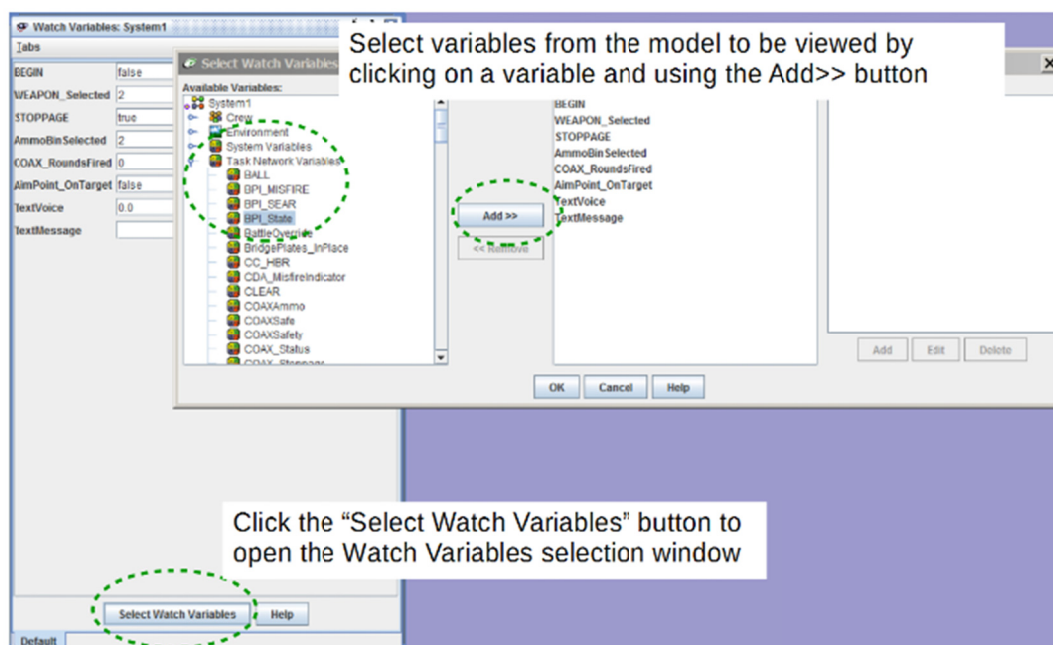 Watch Variables: System1
Tabs
BEGIN false
WEAPON_Selected 2
STOPPAGE true
AmmoBinSelected 2
COAX_RoundsFired 0
AimPoint_OnTarget false
TextVoice 0.0
TextMessage
Select variables from the model to be viewed by
clicking on a variable and using the Add>> button
Select Watch Variables
Available Variables:
System1
Crew
Environment
System Variables
Task Network Variables
BALL
BPI_MISFIRE
BPI_SEAR
BPI_State
BattleOverride
BridgePlates_InPlace
CC_HBR
CDA_MisfireIndicator
CLEAR
COAXAmmo
COAXSafe
COAXSafety
COAX_Status
COAX_Stoppage
Add >>
<< Remove
BEGIN
WEAPON_Selected
STOPPAGE
AmmoBinSelected
COAX_RoundsFired
AimPoint_OnTarget
TextVoice
TextMessage
Add Edit Delete
OK Cancel Help
Click the “Select Watch Variables” button to
open the Watch Variables selection window
Select Watch Variables Help
Default